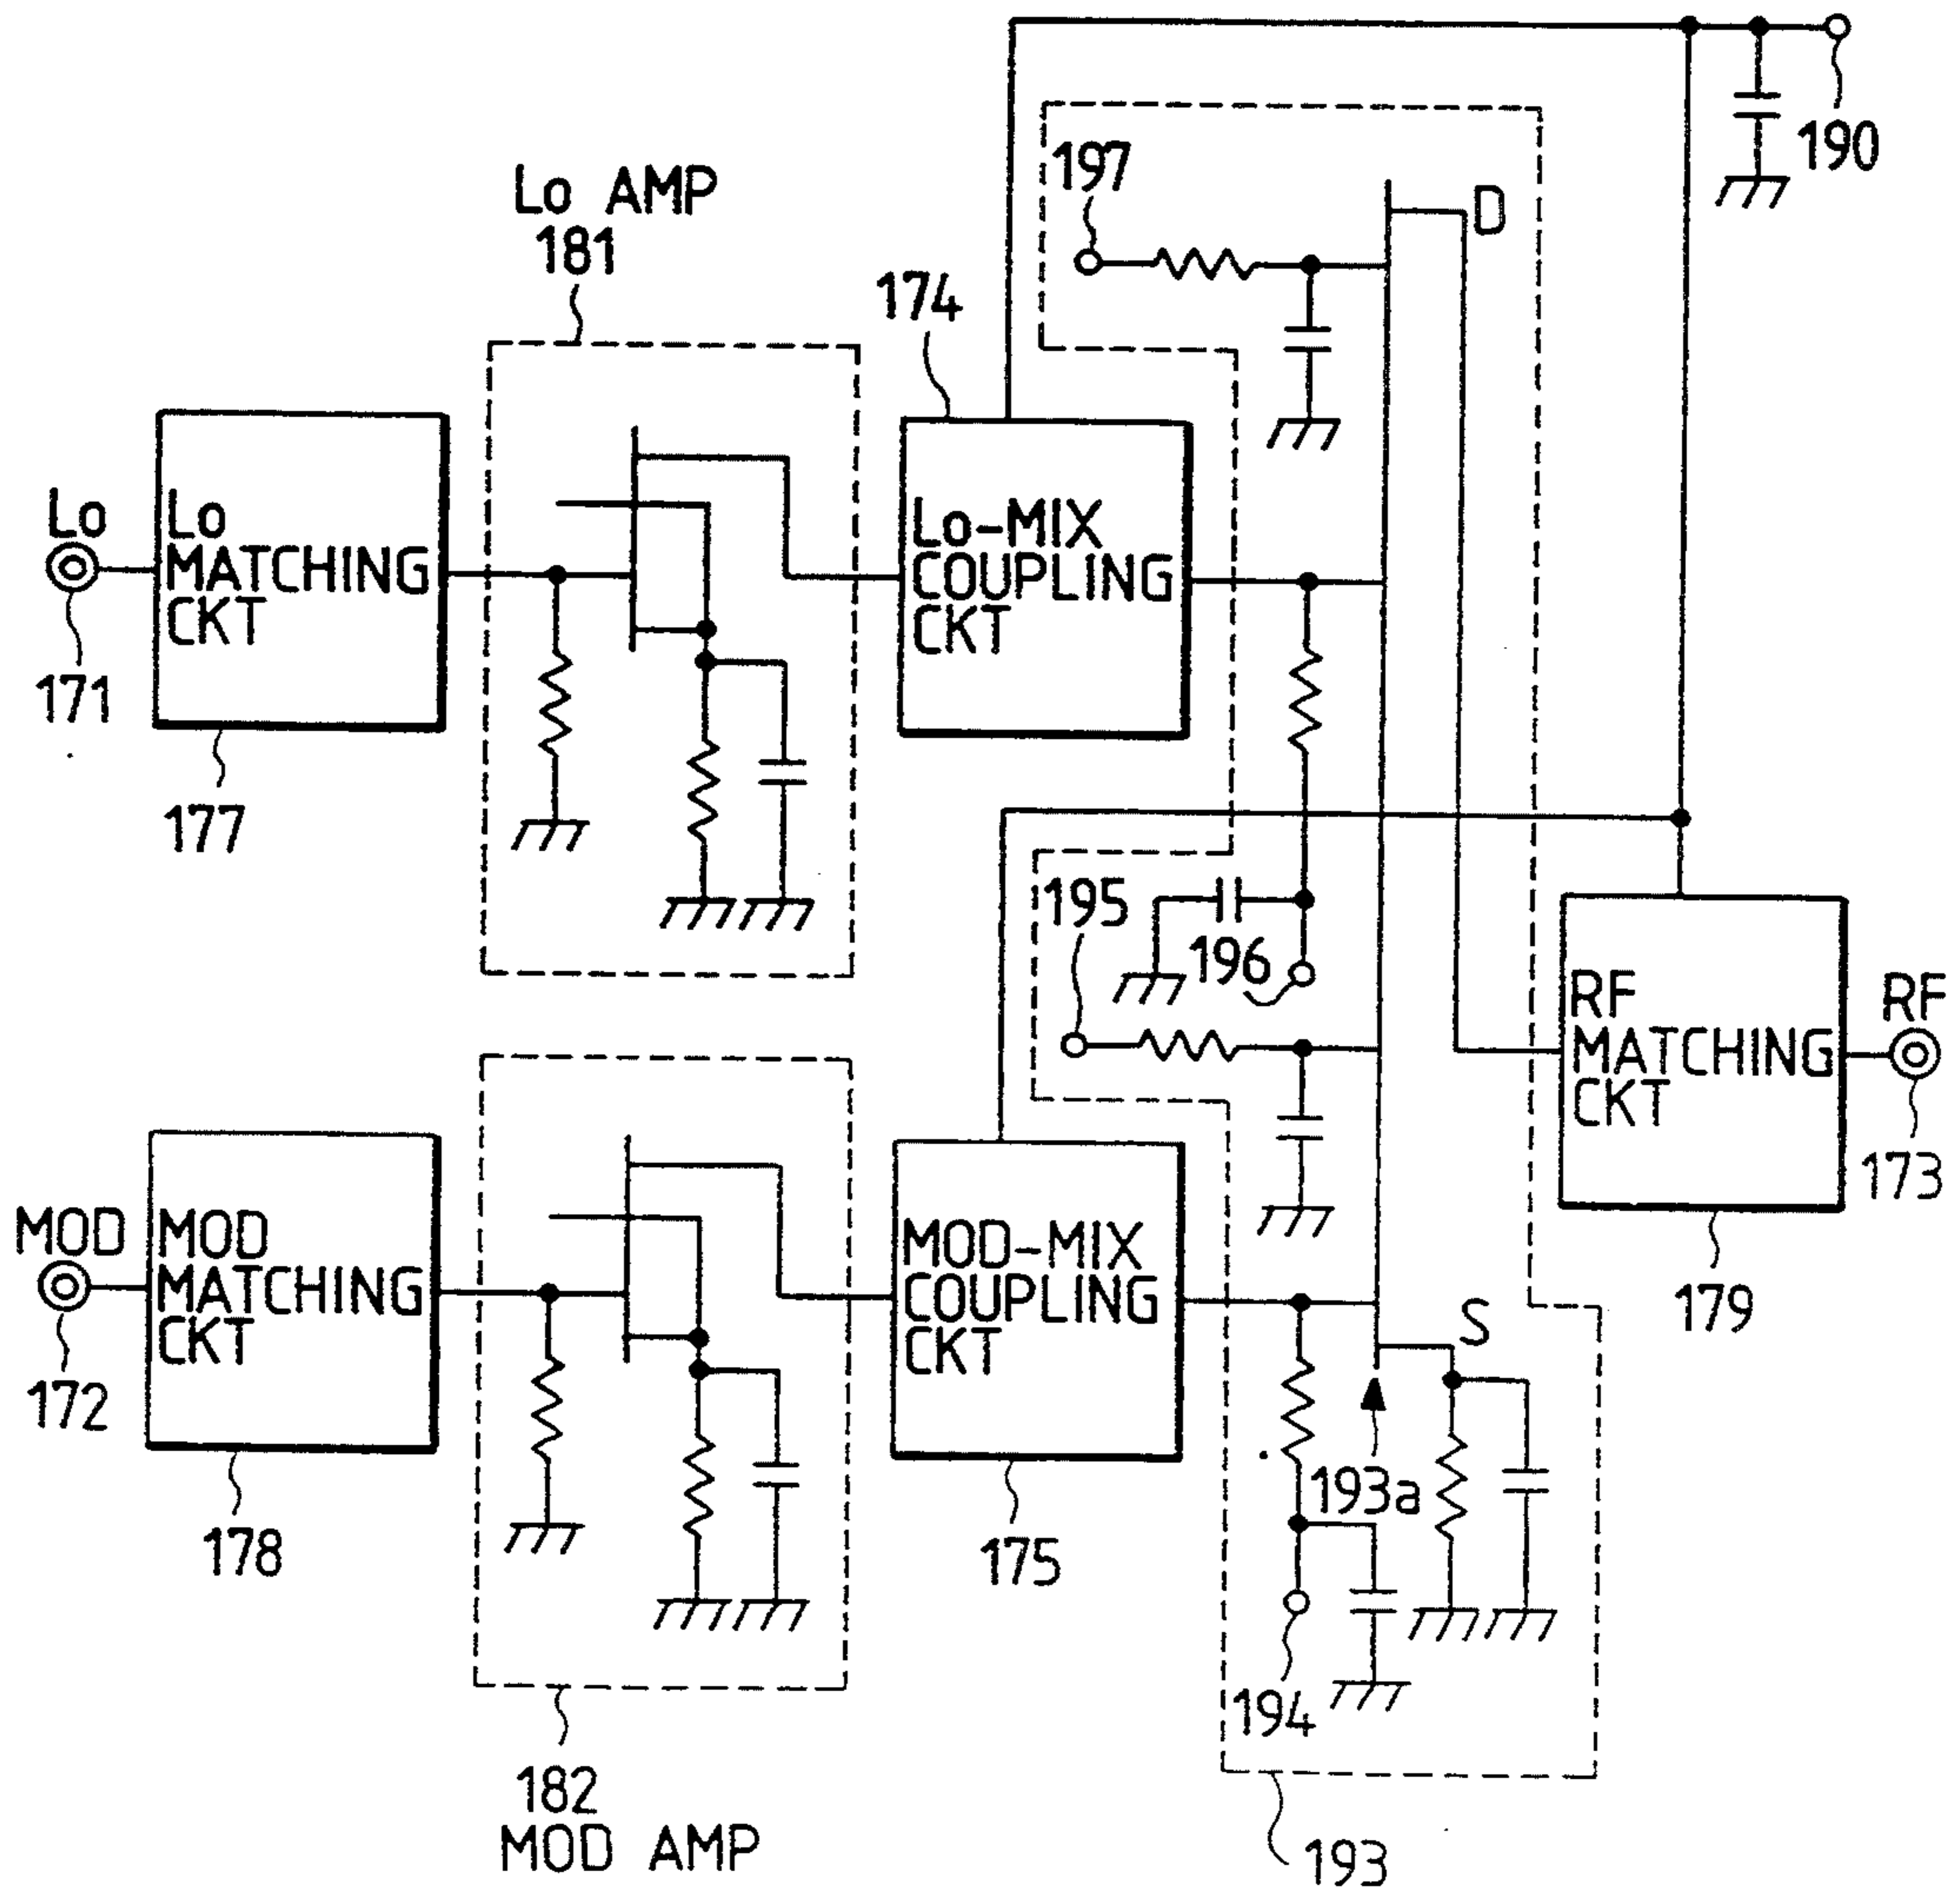 190
197
D
Lo AMP
181
174
Lo
Lo
MATCHING
CKT
Lo-MIX
COUPLING
CKT
171
177
195
196
RF
MATCHING
CKT
RF
173
MOD
MOD
MATCHING
CKT
MOD-MIX
COUPLING
CKT
179
S
172
193a
178
175
194
182
MOD AMP
193